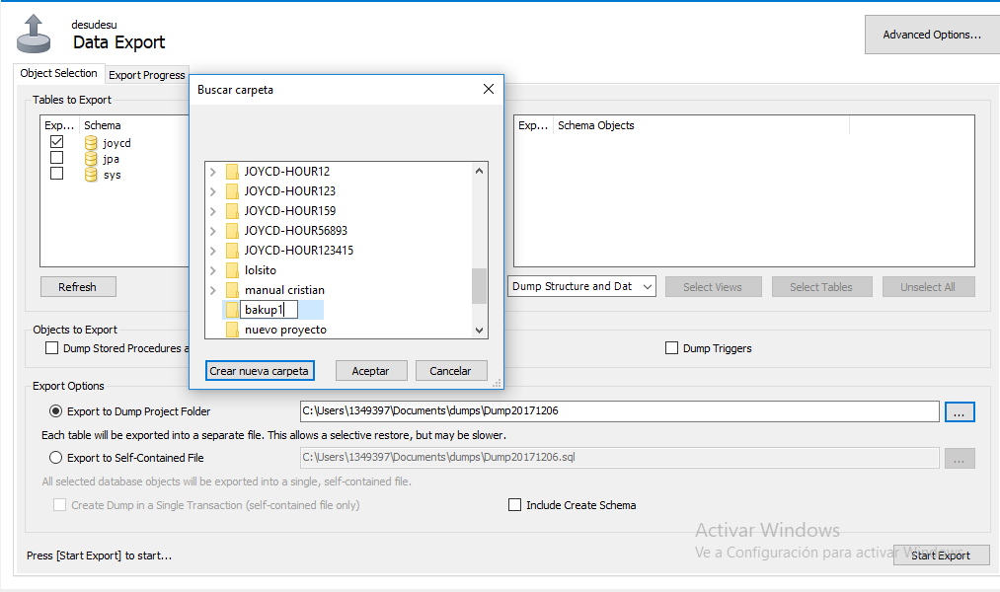 desudesu
Data Export
Advanced Options...
Object Selection
Export Progress
Tables to Export
Exp... Schema
joycd
jpa
sys
Refresh
Buscar carpeta
JOYCD-HOUR12
JOYCD-HOUR123
JOYCD-HOUR159
JOYCD-HOUR56893
JOYCD-HOUR123415
lolsito
manual cristian
bakup1
nuevo proyecto
Crear nueva carpeta
Aceptar
Cancelar
Exp... Schema Objects
Dump Structure and Dat
Select Views
Select Tables
Unselect All
Objects to Export
Dump Stored Procedures a
Dump Triggers
Export Options
Export to Dump Project Folder
C:\Users\1349397\Documents\dumps\Dump20171206
...
Each table will be exported into a separate file. This allows a selective restore, but may be slower.
Export to Self-Contained File
C:\Users\1349397\Documents\dumps\Dump20171206.sql
...
All selected database objects will be exported into a single, self-contained file.
Create Dump in a Single Transaction (self-contained file only)
Include Create Schema
Activar Windows
Ve a Configuración para activar Windows.
Press [Start Export] to start...
Start Export